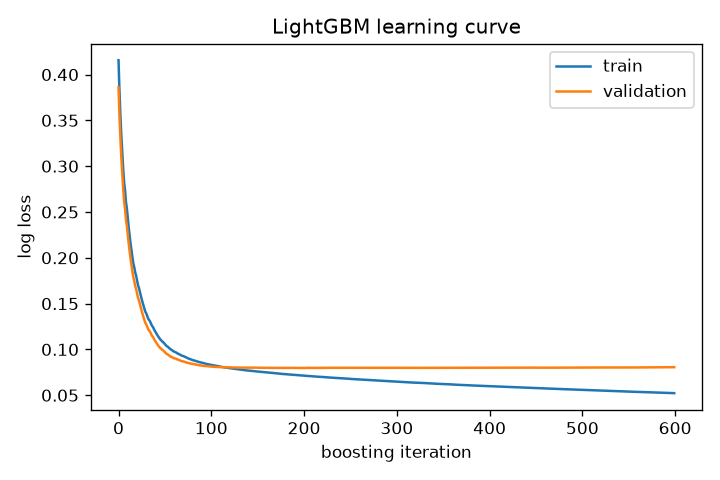 LightGBM learning curve
train
validation
log loss
0.40
0.35
0.30
0.25
0.20
0.15
0.10
0.05
0 100 200 300 400 500 600
boosting iteration